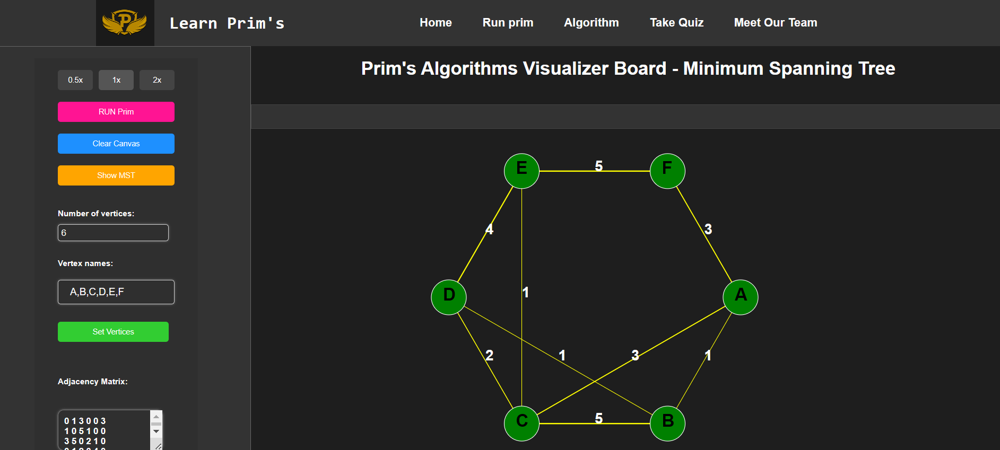 P
Learn Prim's
Home
Run prim
Algorithm
Take Quiz
Meet Our Team
0.5x
1x
2x
RUN Prim
Clear Canvas
Show MST
Number of vertices:
6
Vertex names:
A,B,C,D,E,F
Set Vertices
Adjacency Matrix:
0 1 3 0 0 3
1 0 5 1 0 0
3 5 0 2 1 0
Prim's Algorithms Visualizer Board - Minimum Spanning Tree
E
5
F
4
3
1
D
A
2
1
3
1
C
5
B